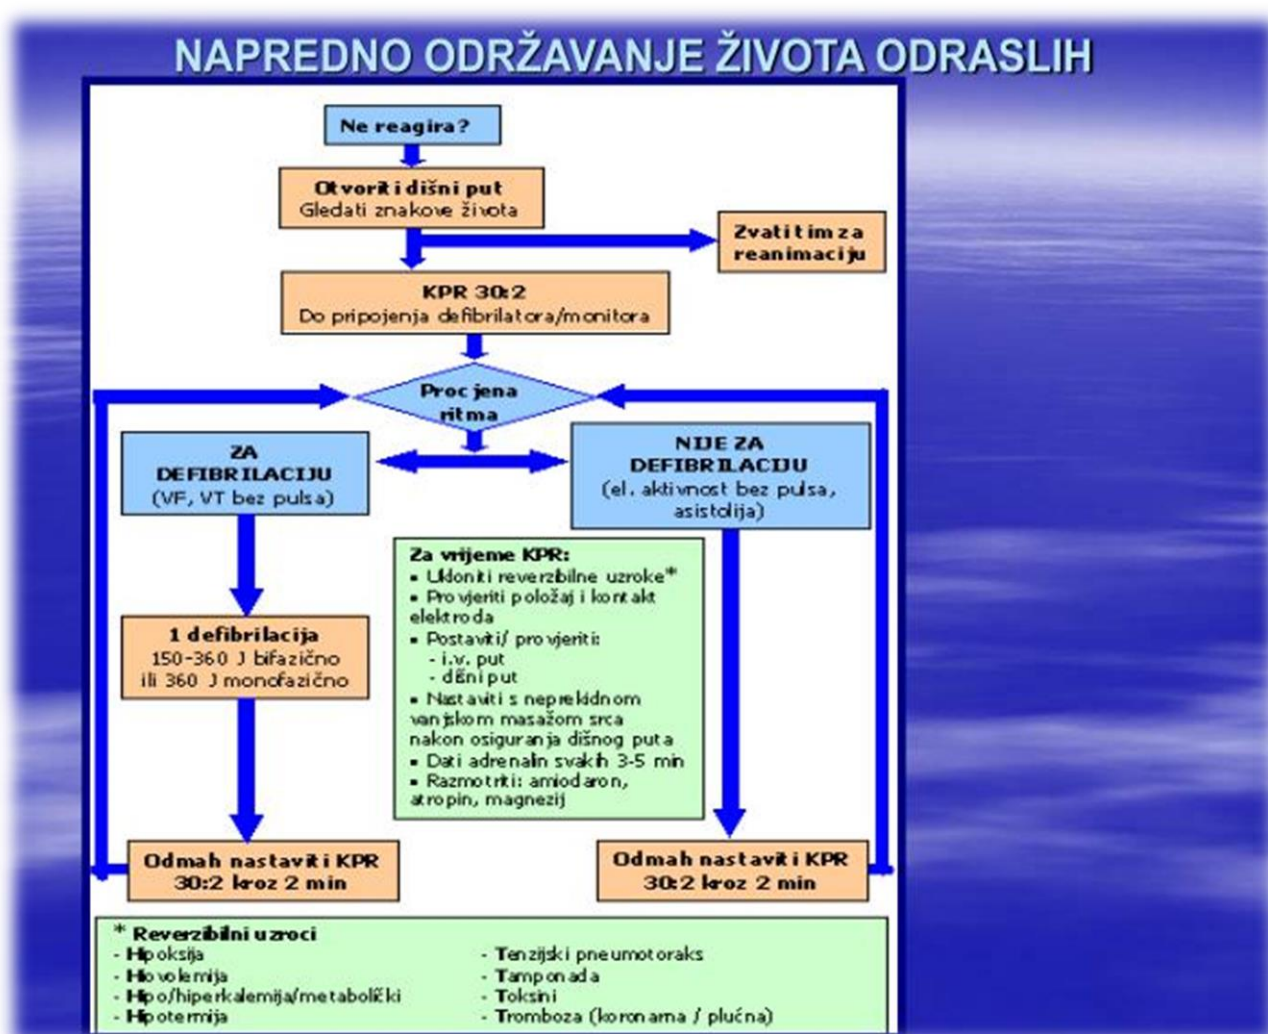 NAPREDNO ODRŽAVANJE ŽIVOTA ODRASLIH
Ne reagira?
Otvoriti dišni put
Gledati znakove života
Zvati tim za
reanimaciju
KPR 30:2
Do pripojenja defibrilatora/monitora
Procjena
ritma
ZA
DEFIBRILACIJU
(VF, VT bez pulsa)
NIJE ZA
DEFIBRILACIJU
(el. aktivnost bez pulsa,
asistolija)
1 defibrilacija
150-360 J bifazično
ili 360 J monofazično
Za vrijeme KPR:
▪ Ukloniti reverzibilne uzroke*
▪ Provjeriti položaj i kontakt
elektroda
▪ Postaviti/ provjeriti:
- i.v. put
- dišni put
▪ Nastaviti s neprekidnom
vanjskom masažom srca
nakon osiguranja dišnog puta
▪ Dati adrenalin svakih 3-5 min
▪ Razmotriti: amiodaron,
atropin, magnezij
Odmah nastaviti KPR
30:2 kroz 2 min
Odmah nastaviti KPR
30:2 kroz 2 min
* Reverzibilni uzroci
- Hipoksija
- Hiovolemija
- Hipo/hiperkalemija/metabolički
- Hipotermija
- Tenzijski pneumotoraks
- Tamponada
- Toksini
- Tromboza (koronarna / plućna)